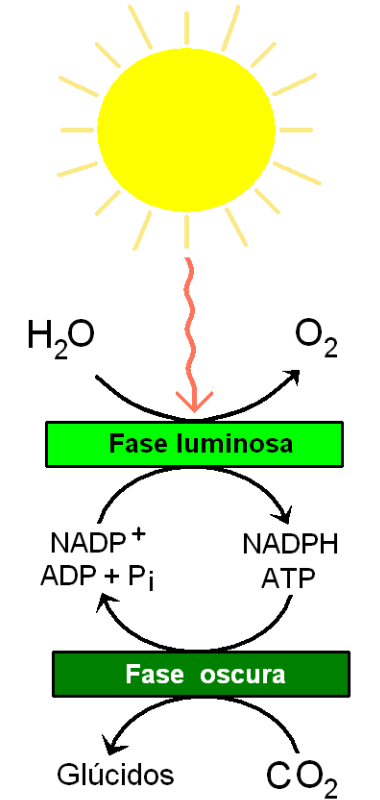 H₂O
O₂
Fase luminosa
NADP⁺
ADP + Pᵢ
NADPH
ATP
Fase oscura
Glúcidos
CO₂